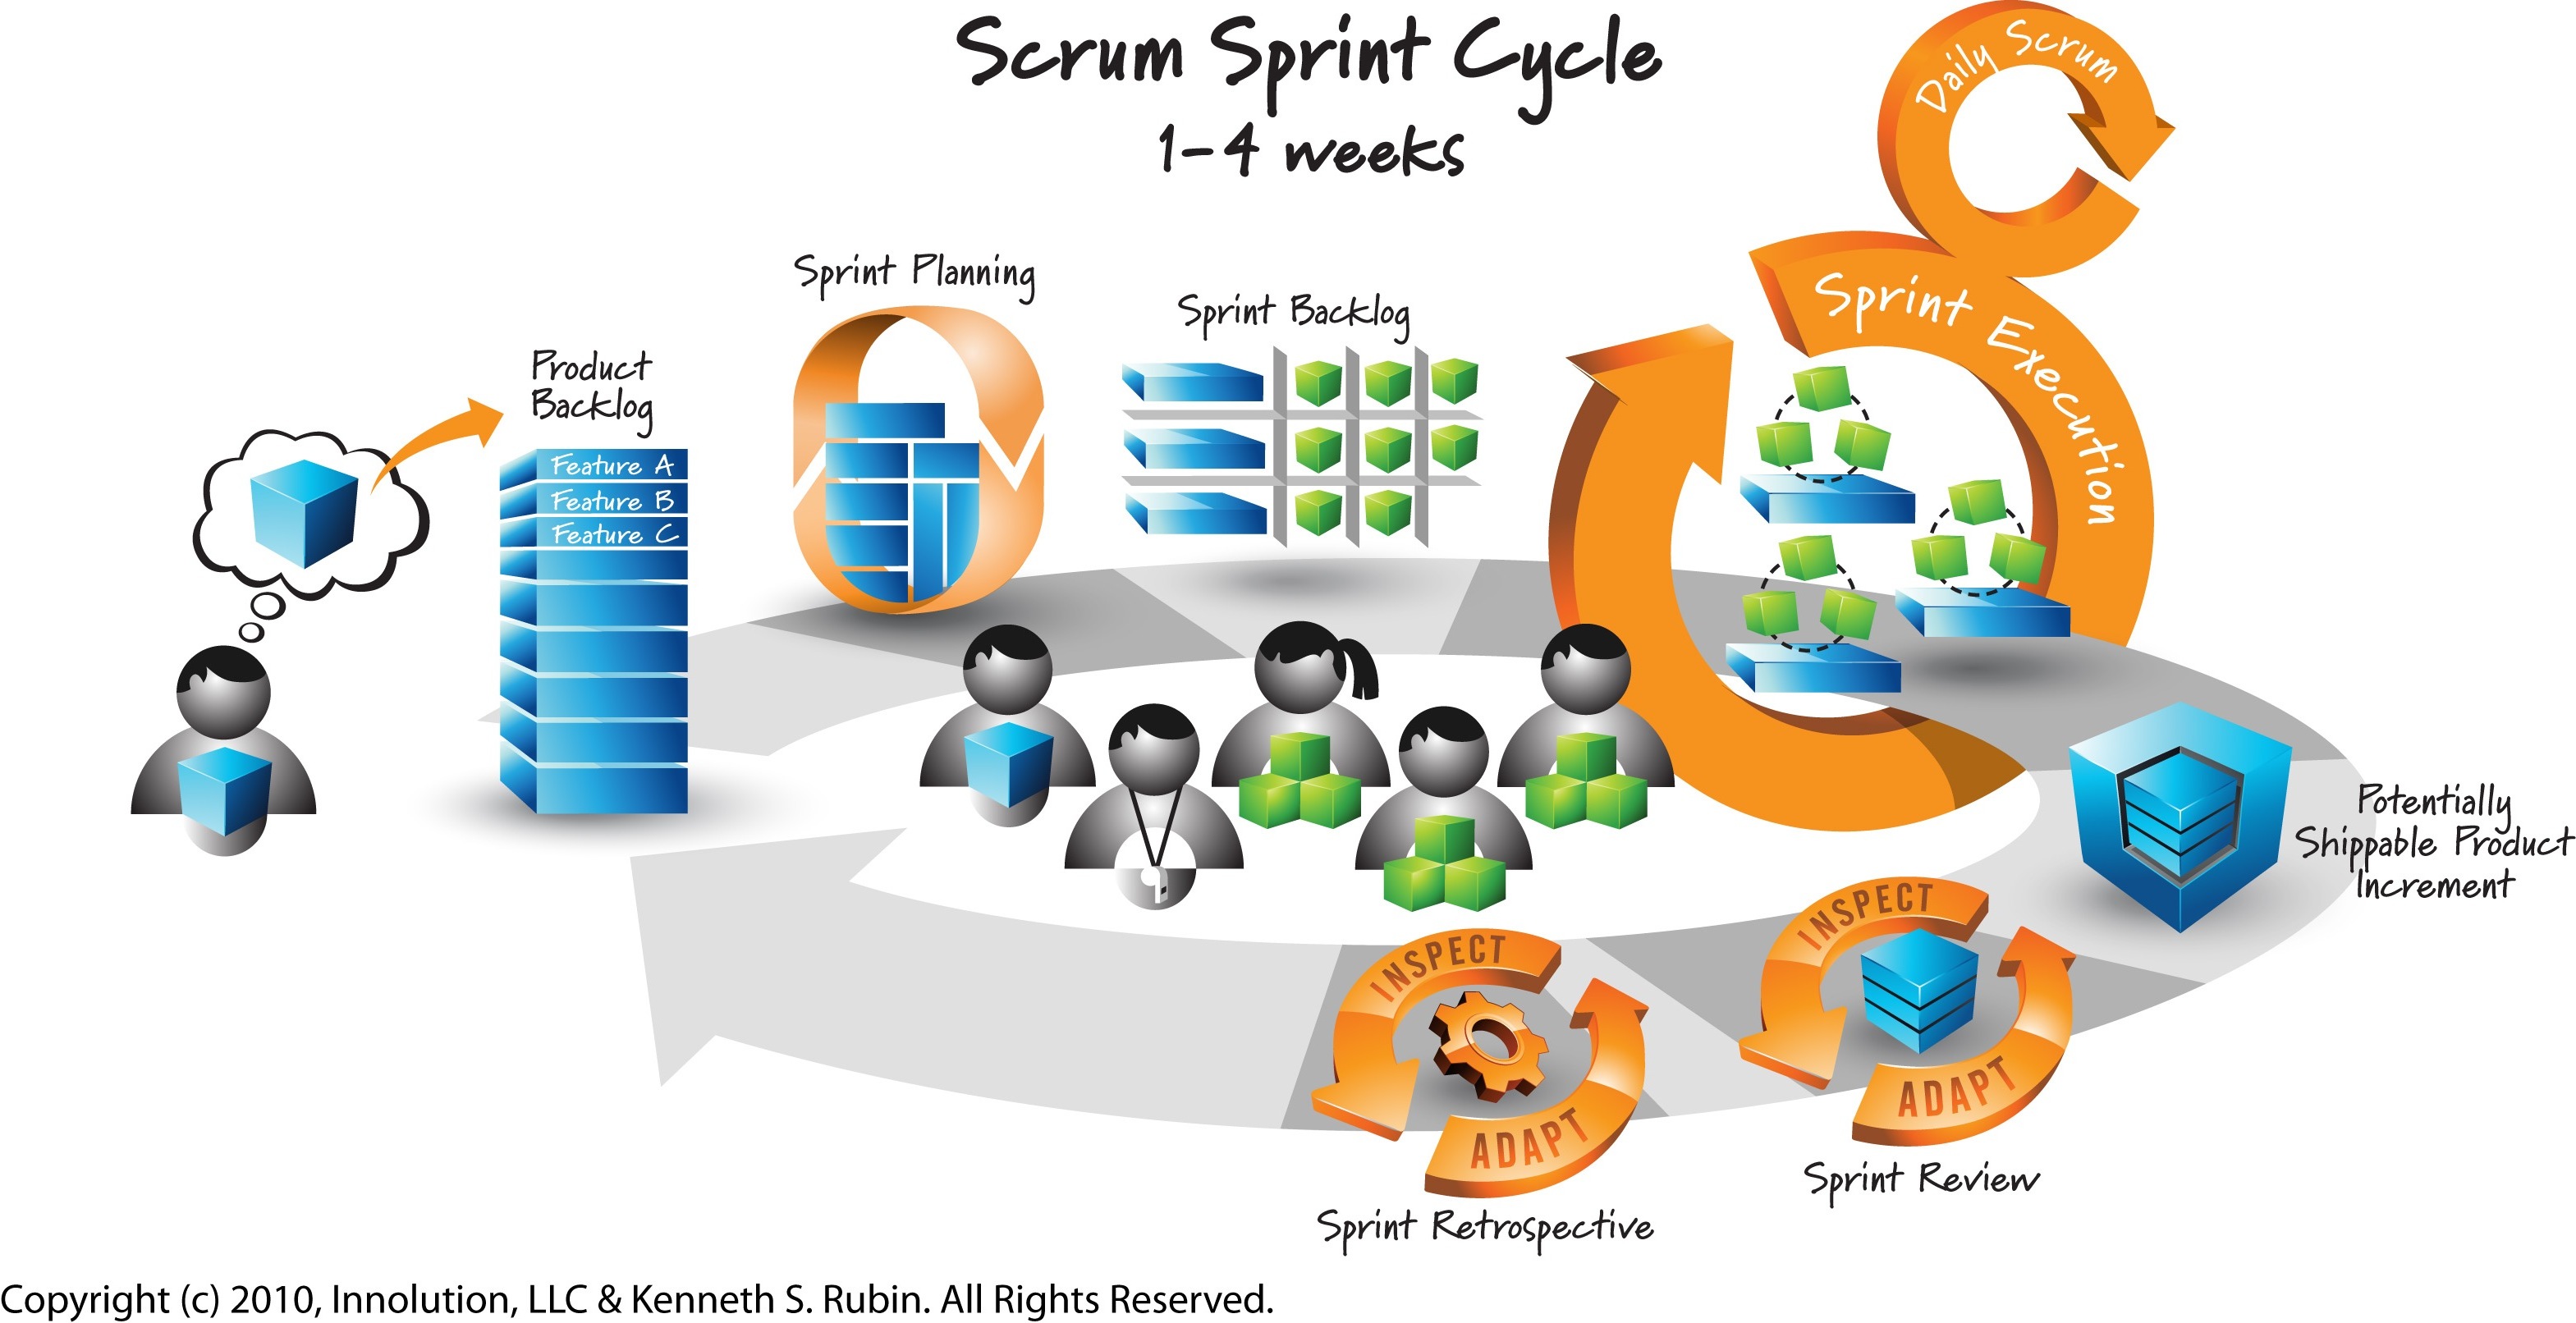 Scrum Sprint Cycle
1-4 weeks
Daily Scrum
Sprint Planning
Sprint Backlog
Sprint Execution
Product
Backlog
Feature A
Feature B
Feature C
Potentially
Shippable Product
Increment
INSPECT
ADAPT
Sprint Review
INSPECT
ADAPT
Sprint Retrospective
Copyright (c) 2010, Innolution, LLC & Kenneth S. Rubin. All Rights Reserved.